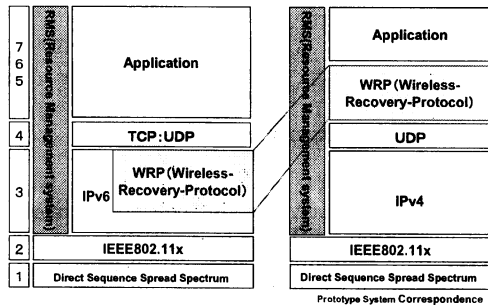 7
6
5
4
3
2
1
RMS(Resource Management system)
Application
TCP:UDP
IPv6
WRP(Wireless-
Recovery-Protocol)
IEEE802.11x
Direct Sequence Spread Spectrum
RMS(Resource Management system)
Application
WRP(Wireless-
Recovery-Protocol)
UDP
IPv4
IEEE802.11x
Direct Sequence Spread Spectrum
Prototype System Correspondence